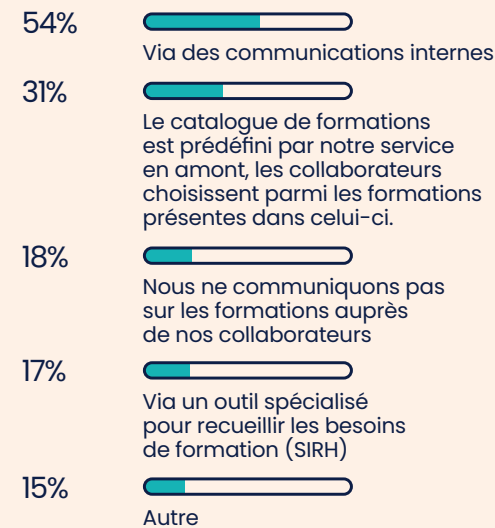 54%
Via des communications internes
31%
Le catalogue de formations
est prédéfini par notre service
en amont, les collaborateurs
choisissent parmi les formations
présentes dans celui-ci.
18%
Nous ne communiquons pas
sur les formations auprès
de nos collaborateurs
17%
Via un outil spécialisé
pour recueillir les besoins
de formation (SIRH)
15%
Autre